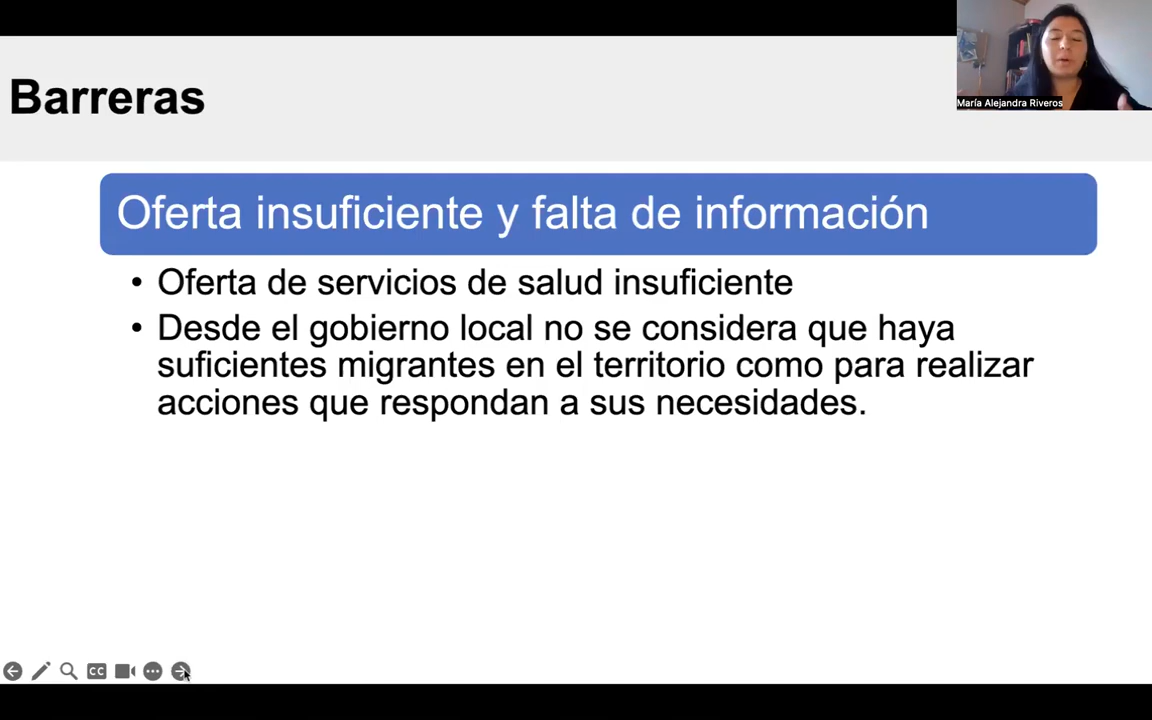 Barreras
María Alejandra Riveros
Oferta insuficiente y falta de información
• Oferta de servicios de salud insuficiente
• Desde el gobierno local no se considera que haya
suficientes migrantes en el territorio como para realizar
acciones que respondan a sus necesidades.
CC